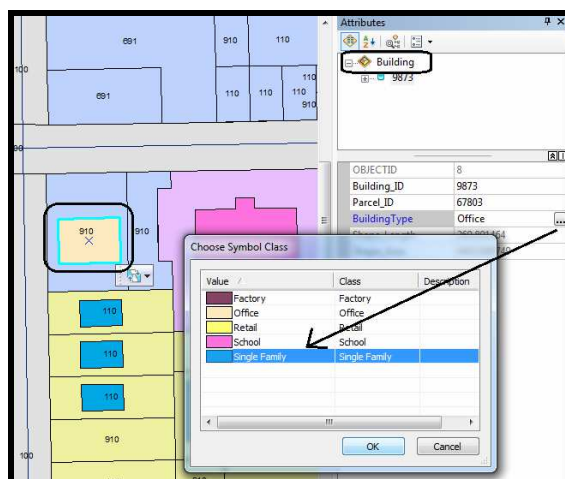 691
910
110
100
691
110
110
110
110
910
00
910
910
110
110
110
910
910
100
Attributes
Building
9873
OBJECTID 8
Building_ID 9873
Parcel_ID 67803
BuildingType Office ...
Choose Symbol Class
Value Class Description
Factory Factory
Office Office
Retail Retail
School School
Single Family Single Family
OK Cancel